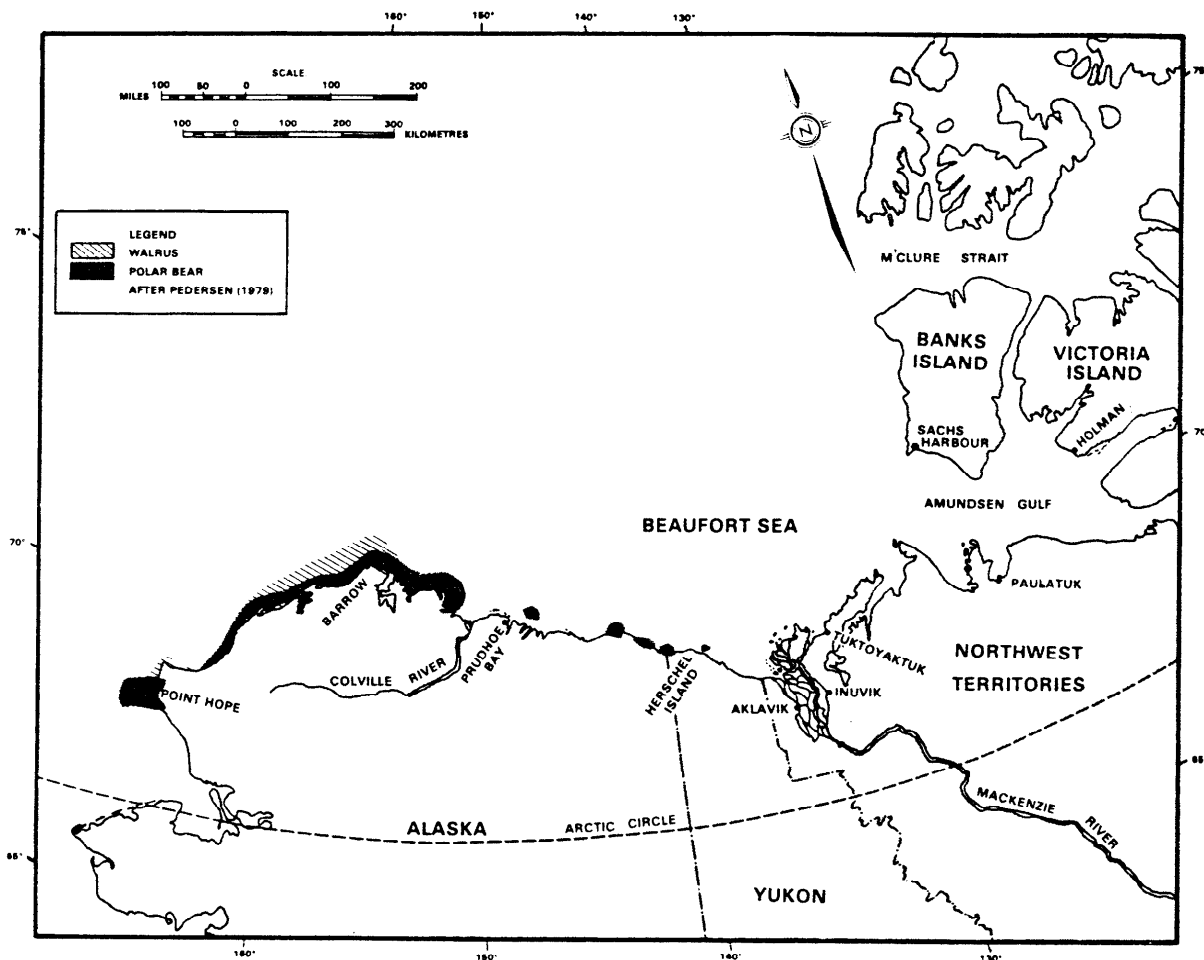 160°
150°
140°
130°
SCALE
100 50 0 100 200
MILES
100 0 100 200 300
KILOMETRES
N
75°
LEGEND
WALRUS
POLAR BEAR
AFTER PEDERSEN (1979)
M'CLURE STRAIT
BANKS
ISLAND
VICTORIA
ISLAND
SACHS
HARBOUR
HOLMAN
70°
AMUNDSEN GULF
BEAUFORT SEA
70°
BARROW
PAULATUK
PRUDHOE
BAY
COLVILLE RIVER
TUKTOYAKTUK
NORTHWEST
TERRITORIES
POINT HOPE
HERSCHEL
ISLAND
AKLAVIK
INUVIK
65°
MACKENZIE
RIVER
ALASKA
ARCTIC CIRCLE
65°
YUKON
160°
150°
140°
130°